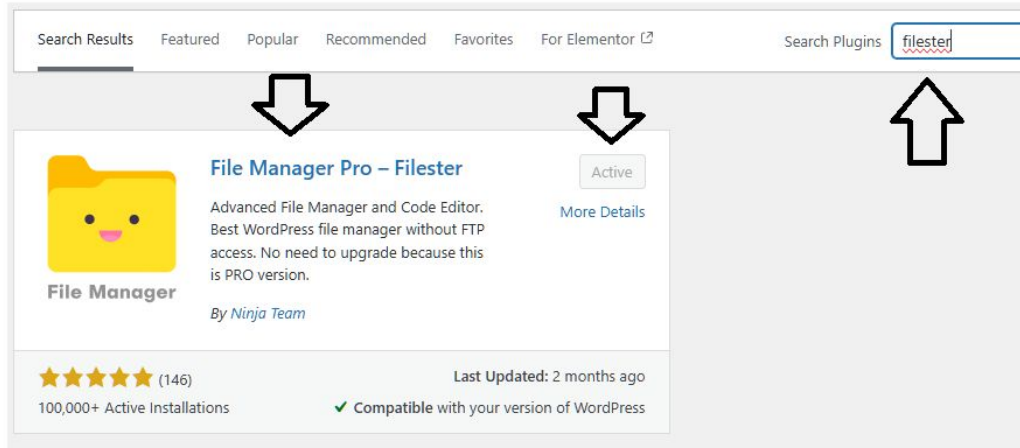 Search Results Featured Popular Recommended Favorites For Elementor Search Plugins filester
File Manager Pro – Filester
Active
Advanced File Manager and Code Editor.
More Details
Best WordPress file manager without FTP
access. No need to upgrade because this
is PRO version.
File Manager
By Ninja Team
(146)
Last Updated: 2 months ago
100,000+ Active Installations
Compatible with your version of WordPress